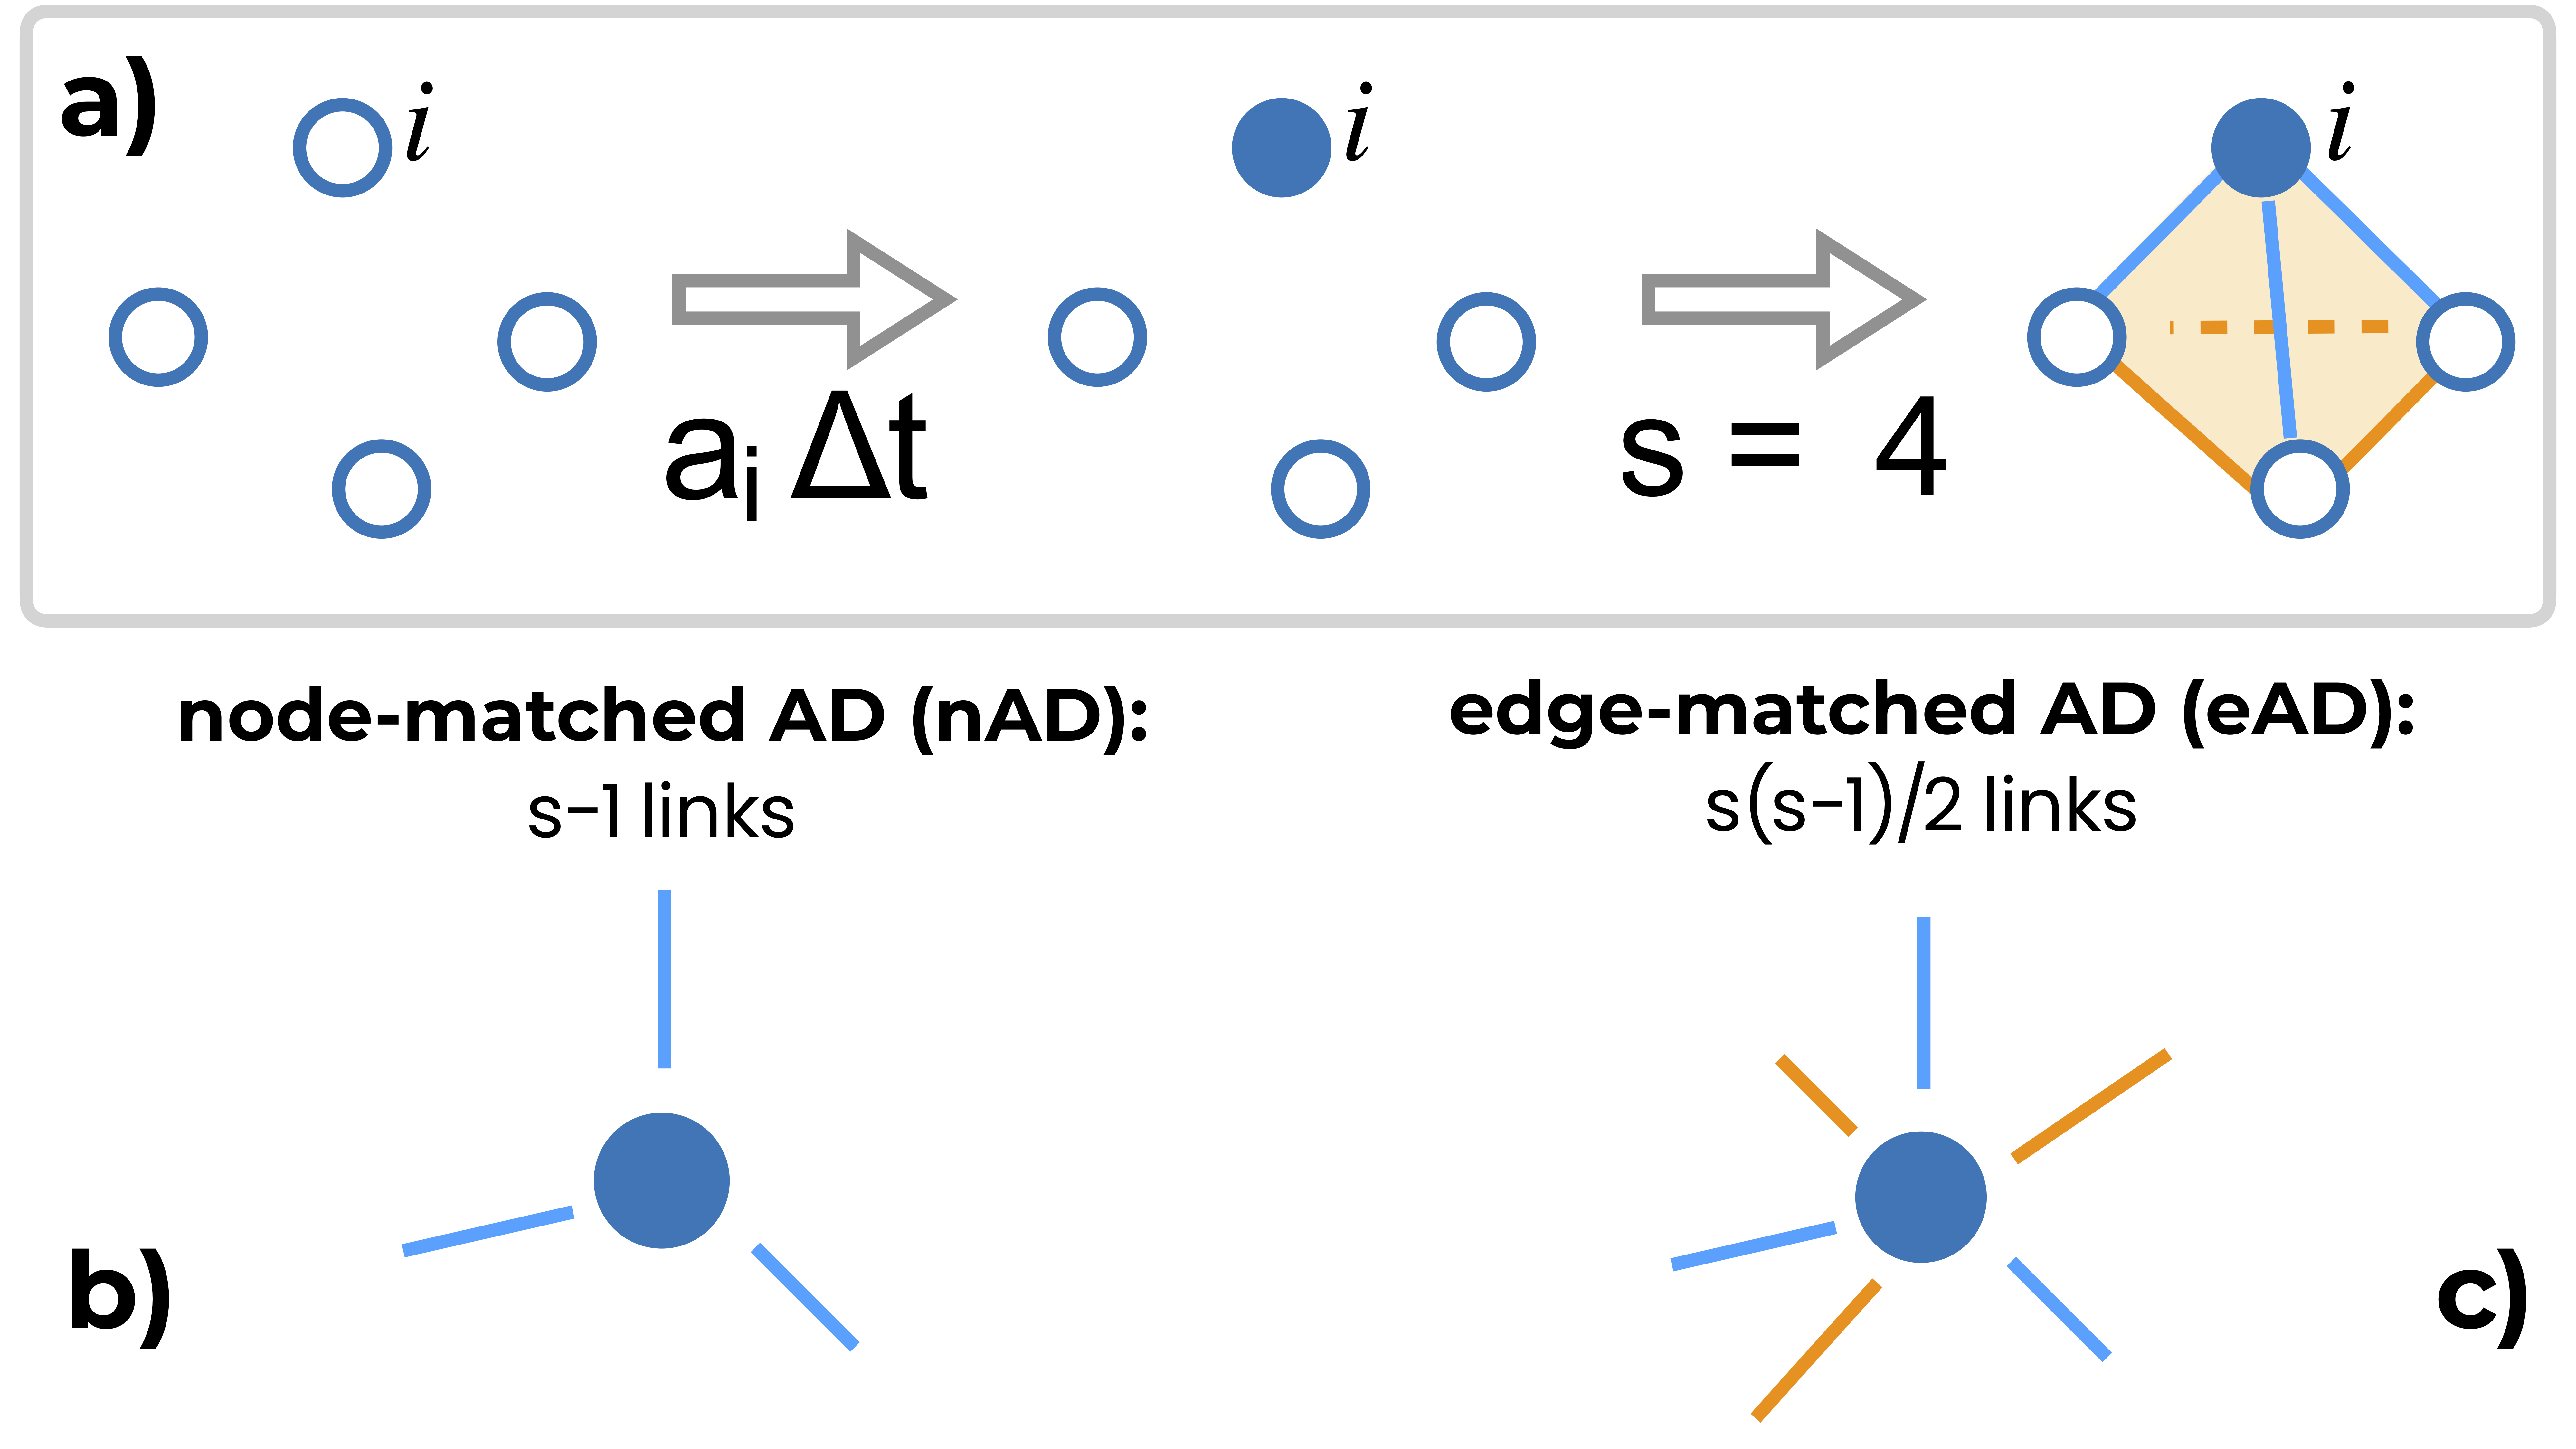 a)
i
i
i
aᵢ Δt
s = 4
node-matched AD (nAD):
s-1 links
edge-matched AD (eAD):
s(s-1)/2 links
b)
c)